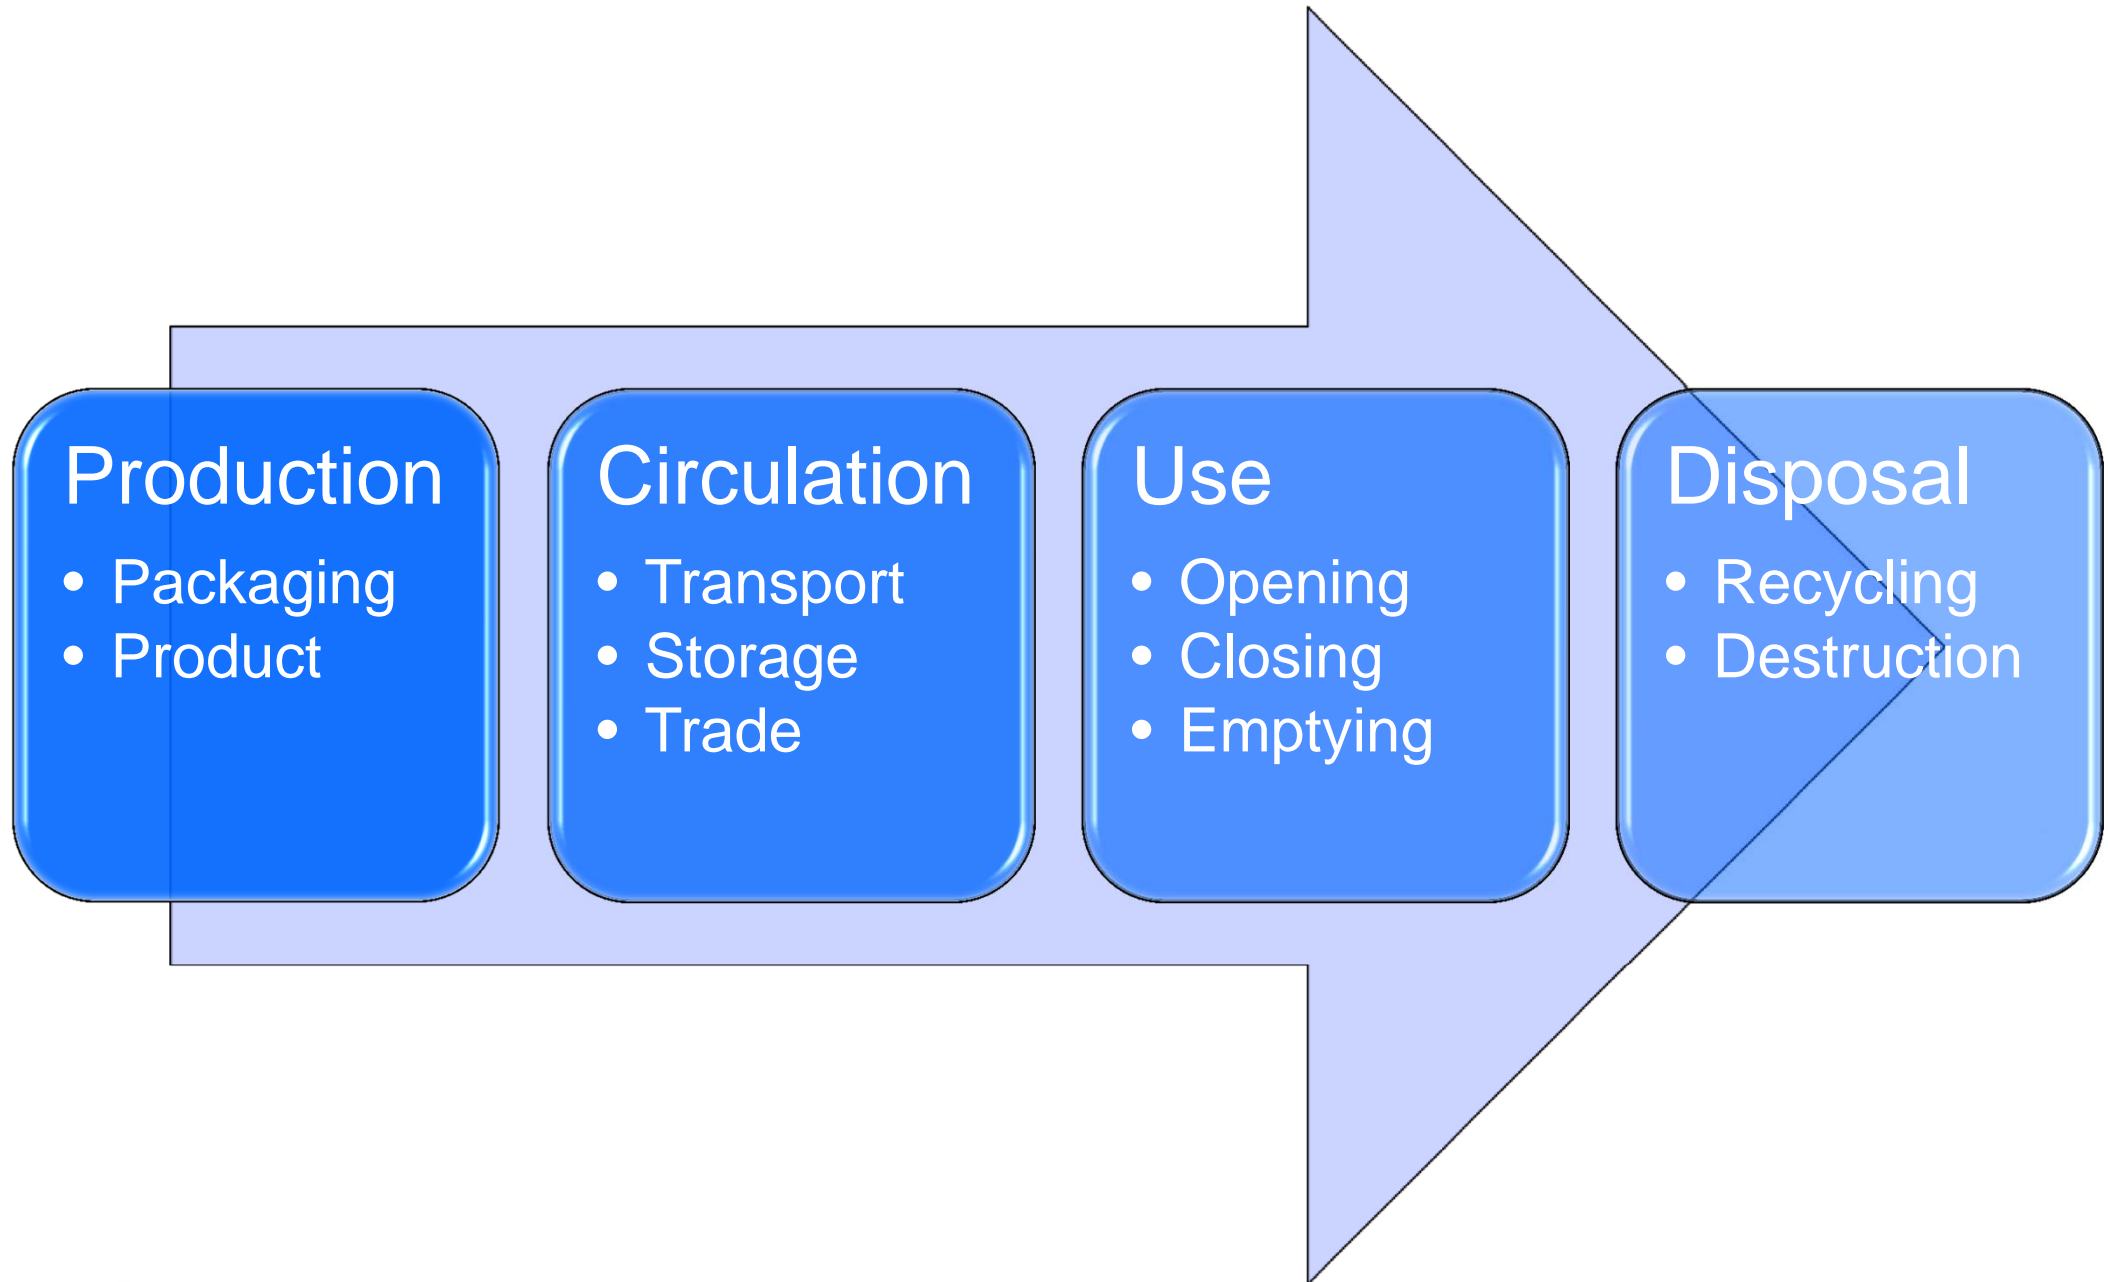 Production
• Packaging
• Product
Circulation
• Transport
• Storage
• Trade
Use
• Opening
• Closing
• Emptying
Disposal
• Recycling
• Destruction